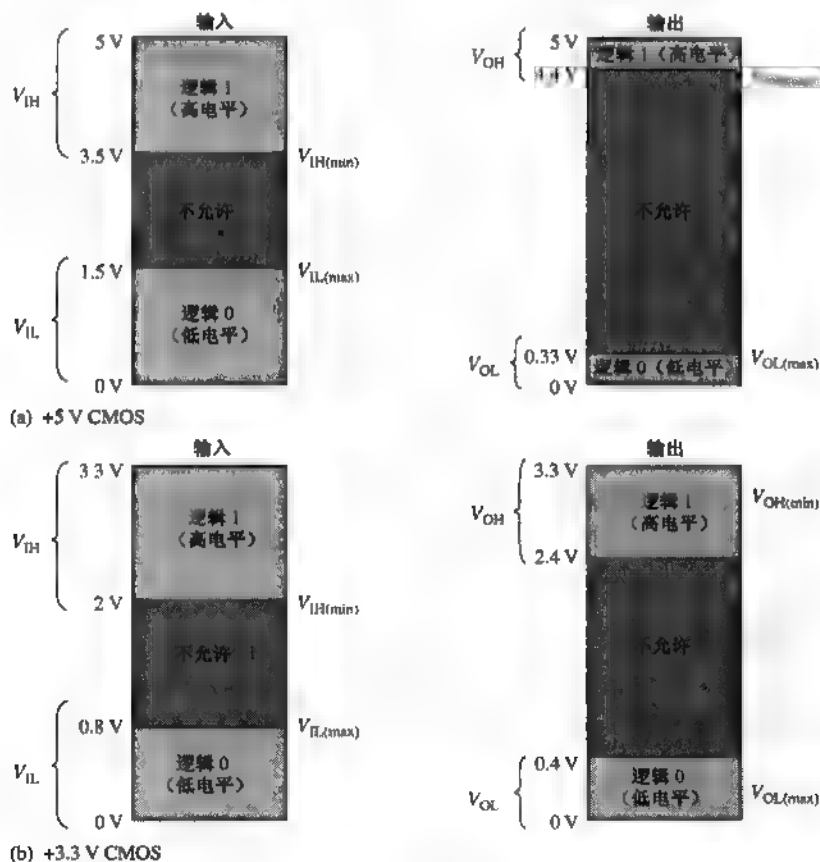 输入
5 V
V_IH
逻辑 1
(高电平)
3.5 V
V_IH(min)
不允许
1.5 V
V_IL(max)
V_IL
逻辑 0
(低电平)
0 V
输出
5 V
V_OH
逻辑 1 (高电平)
不允许
0.33 V
V_OL
逻辑 0 (低电平)
V_OL(max)
0 V
(a) +5 V CMOS
输入
3.3 V
V_IH
逻辑 1
(高电平)
2 V
V_IH(min)
不允许
0.8 V
V_IL(max)
V_IL
逻辑 0
(低电平)
0 V
输出
3.3 V
V_OH
逻辑 1
(高电平)
V_OH(min)
2.4 V
不允许
0.4 V
V_OL
逻辑 0
(低电平)
V_OL(max)
0 V
(b) +3.3 V CMOS